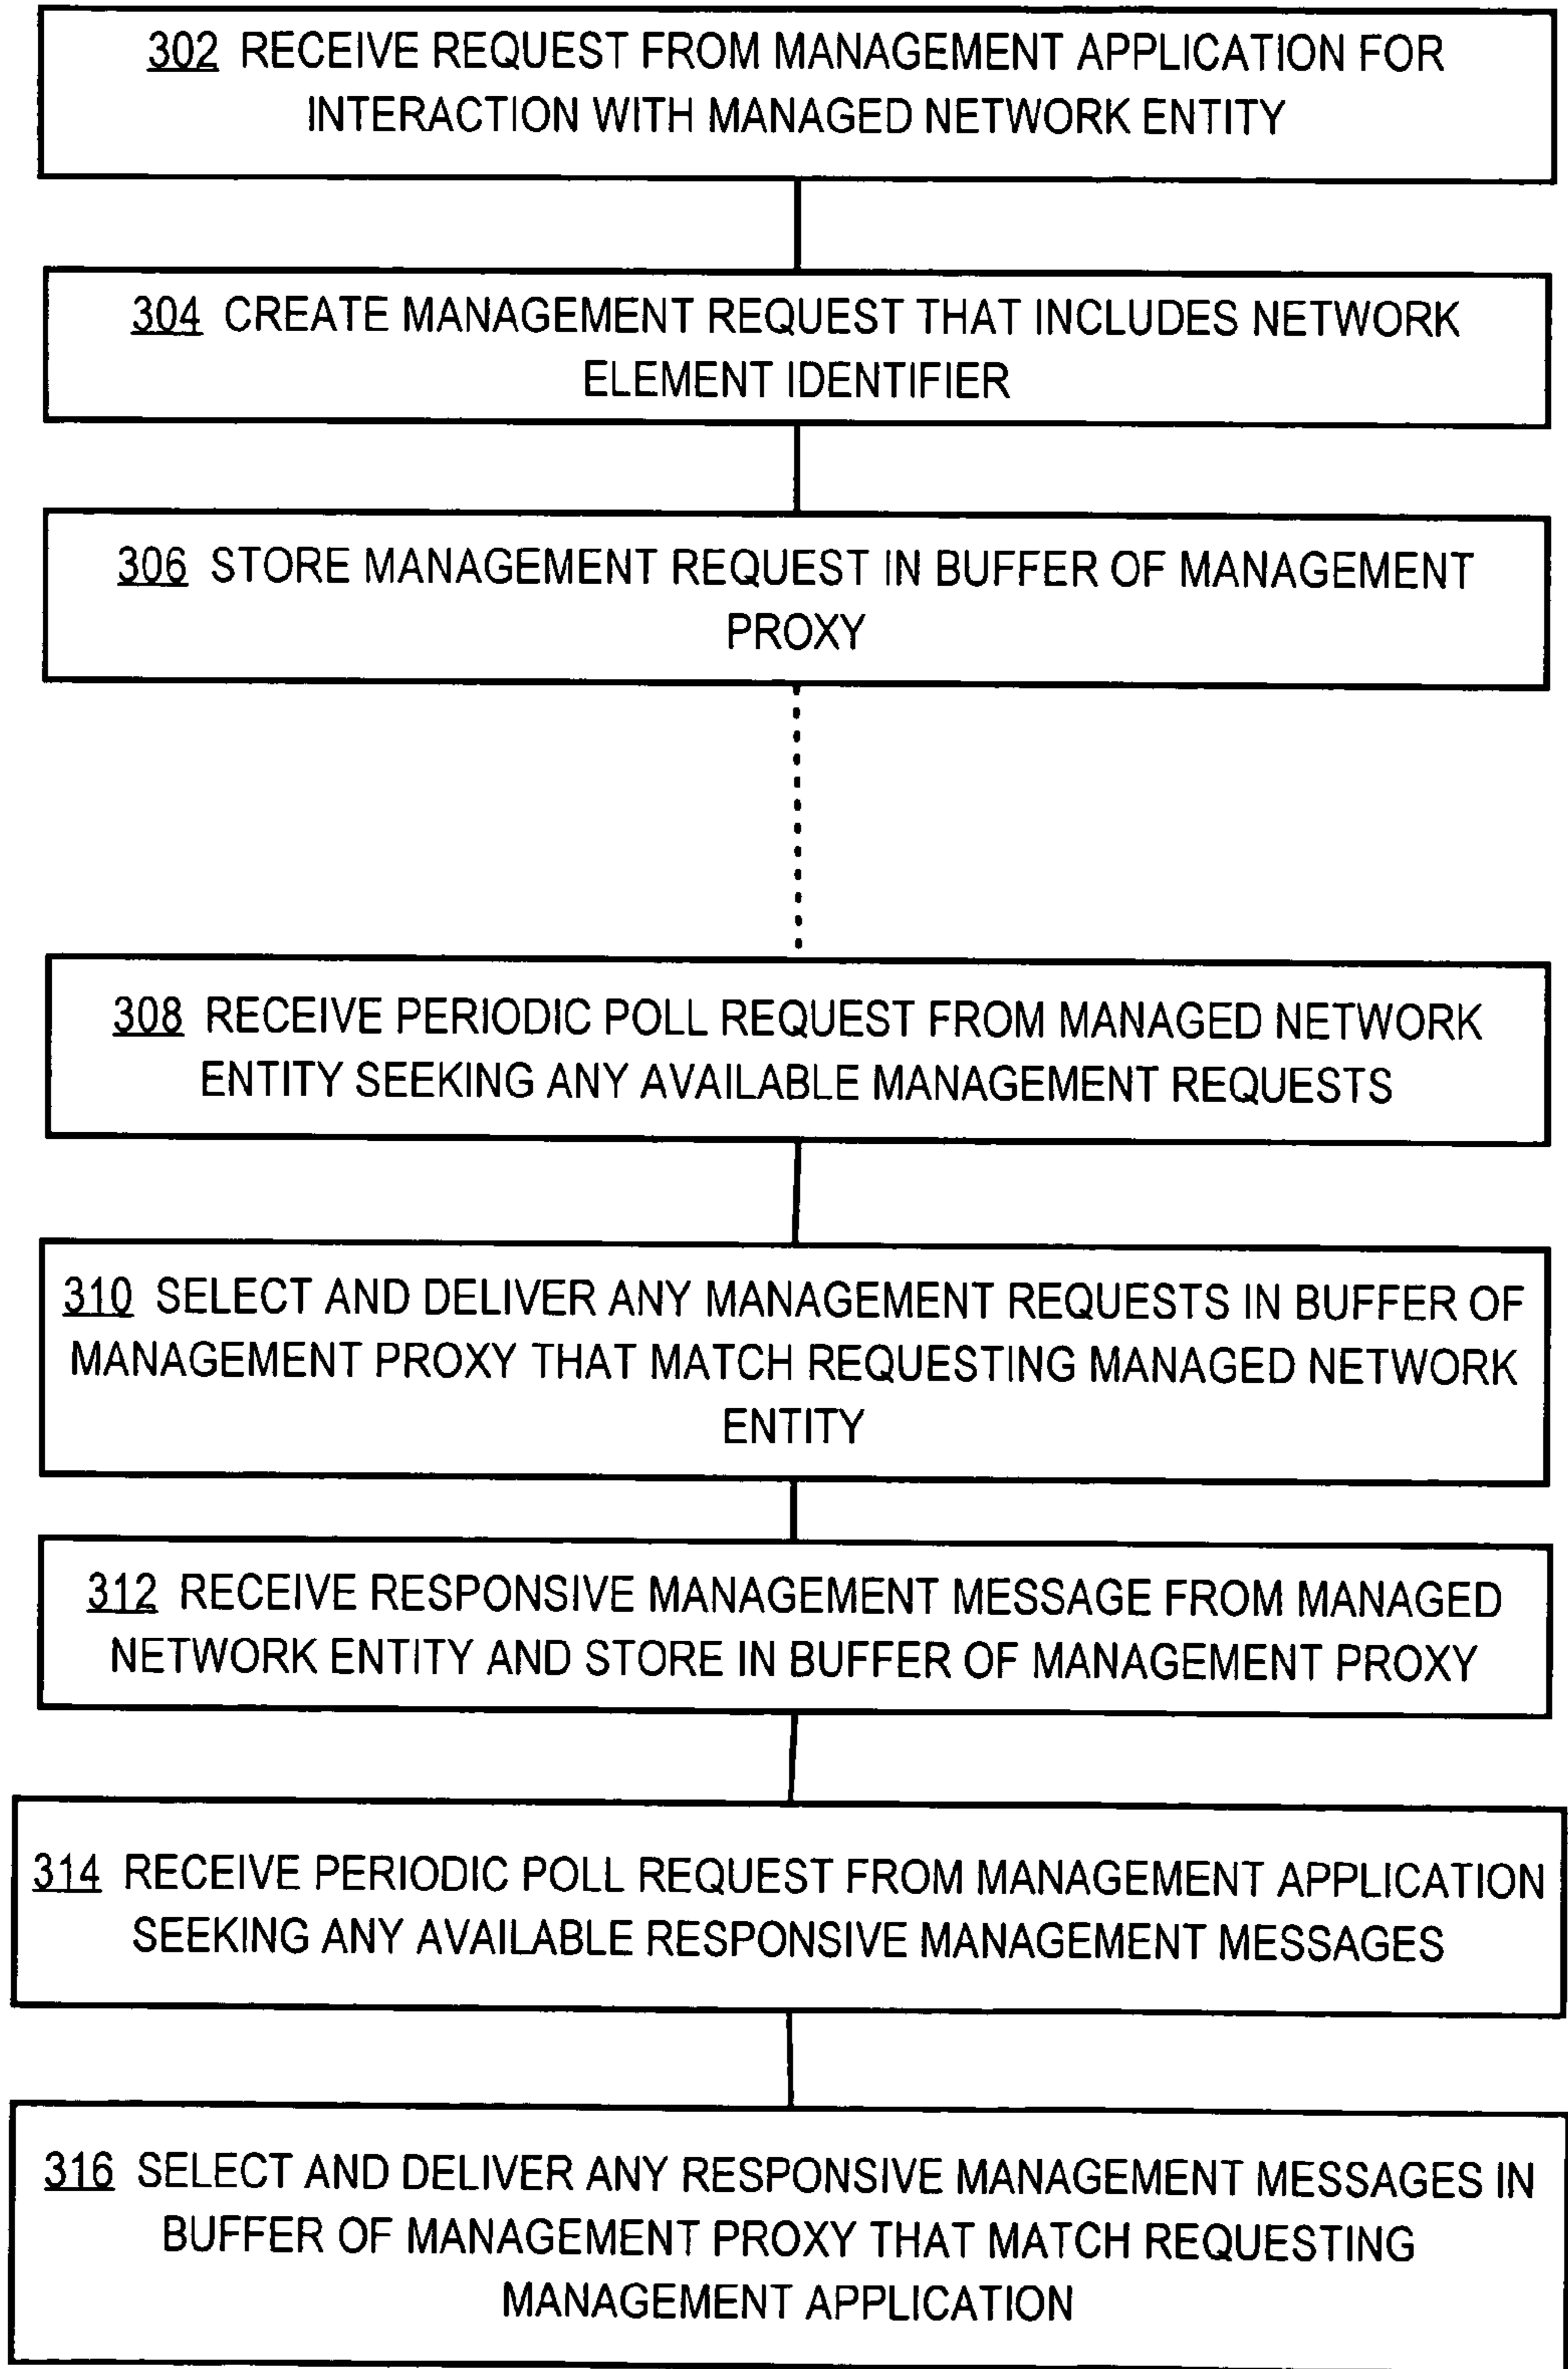 302 RECEIVE REQUEST FROM MANAGEMENT APPLICATION FOR
INTERACTION WITH MANAGED NETWORK ENTITY
304 CREATE MANAGEMENT REQUEST THAT INCLUDES NETWORK
ELEMENT IDENTIFIER
306 STORE MANAGEMENT REQUEST IN BUFFER OF MANAGEMENT
PROXY
308 RECEIVE PERIODIC POLL REQUEST FROM MANAGED NETWORK
ENTITY SEEKING ANY AVAILABLE MANAGEMENT REQUESTS
310 SELECT AND DELIVER ANY MANAGEMENT REQUESTS IN BUFFER OF
MANAGEMENT PROXY THAT MATCH REQUESTING MANAGED NETWORK
ENTITY
312 RECEIVE RESPONSIVE MANAGEMENT MESSAGE FROM MANAGED
NETWORK ENTITY AND STORE IN BUFFER OF MANAGEMENT PROXY
314 RECEIVE PERIODIC POLL REQUEST FROM MANAGEMENT APPLICATION
SEEKING ANY AVAILABLE RESPONSIVE MANAGEMENT MESSAGES
316 SELECT AND DELIVER ANY RESPONSIVE MANAGEMENT MESSAGES IN
BUFFER OF MANAGEMENT PROXY THAT MATCH REQUESTING
MANAGEMENT APPLICATION